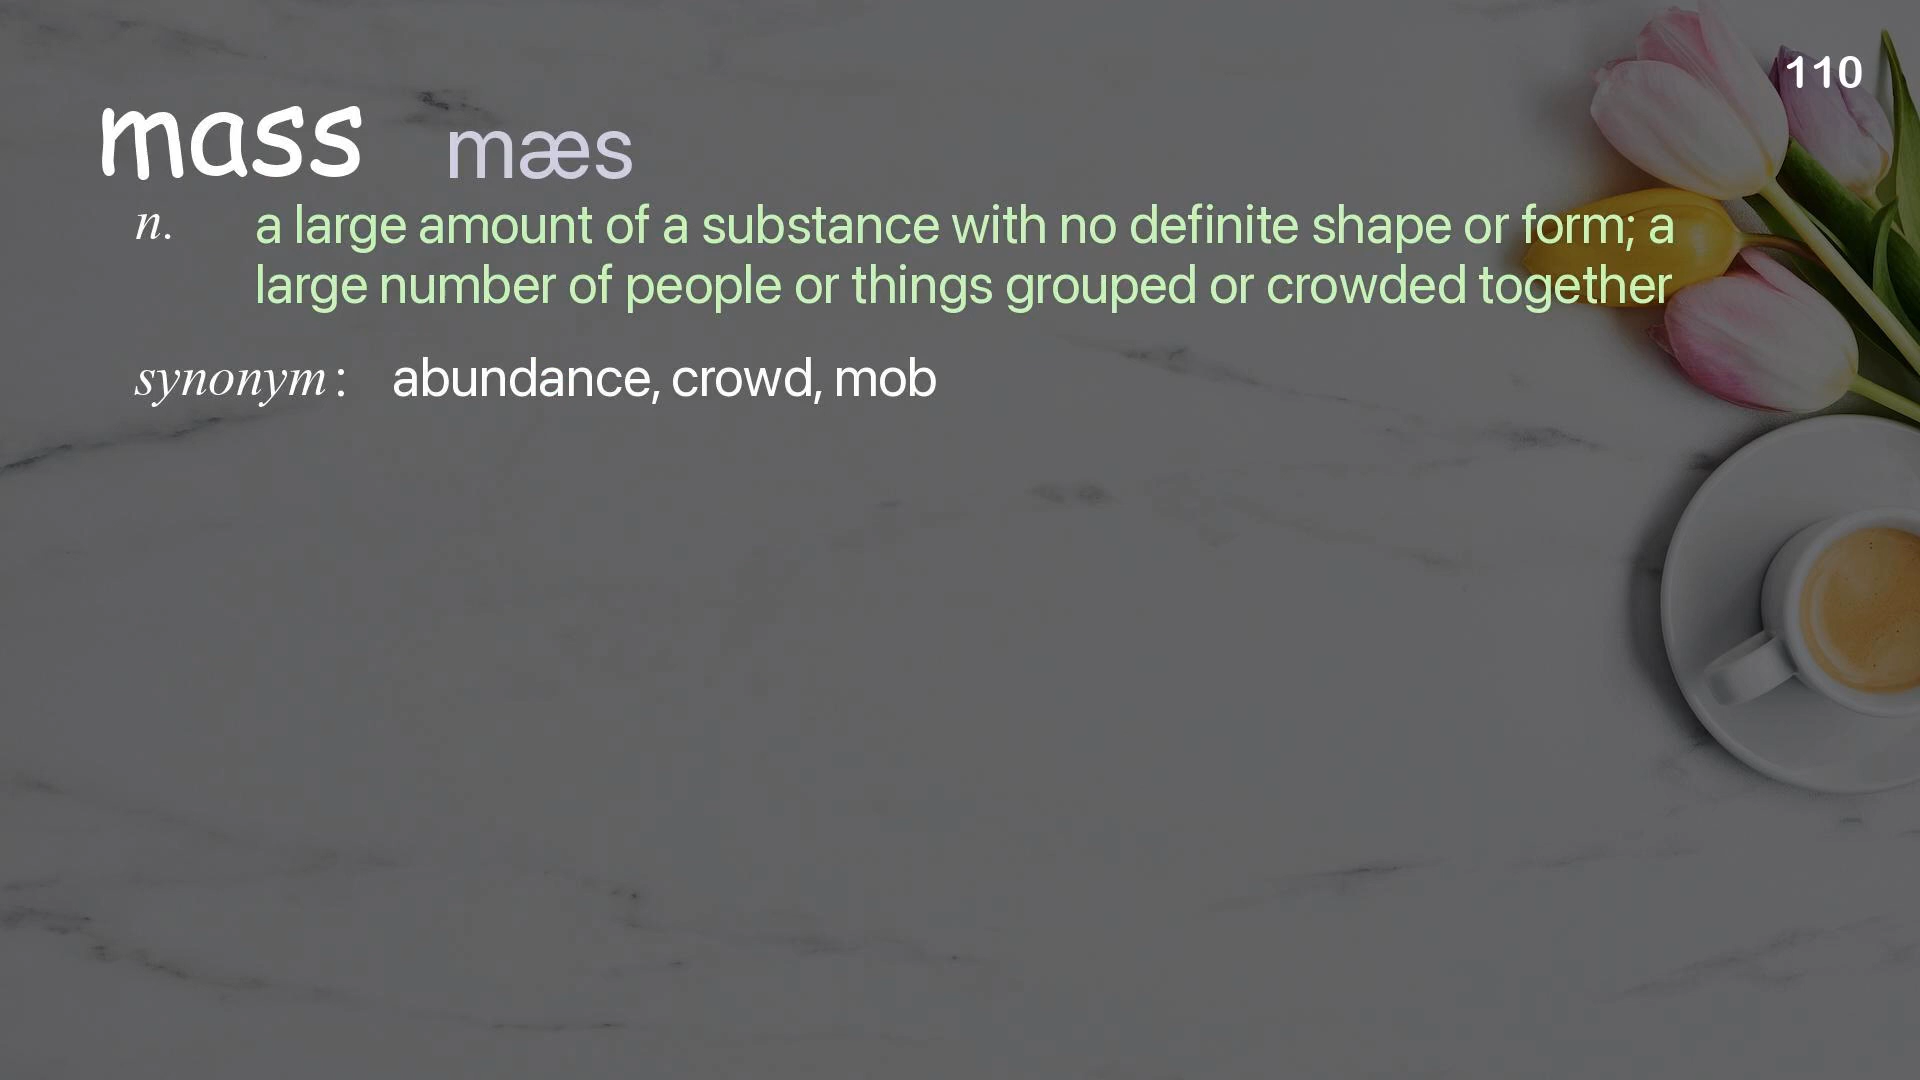 110
mass mæs
n. a large amount of a substance with no definite shape or form; a
large number of people or things grouped or crowded together
synonym : abundance, crowd, mob